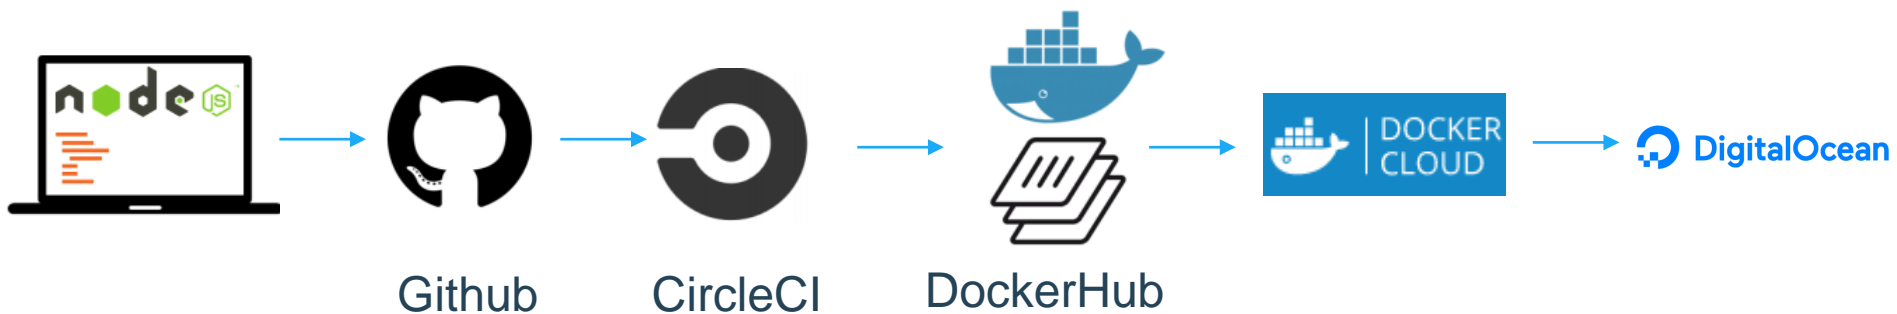 node JS
Github
CircleCI
DockerHub
DOCKER
CLOUD
DigitalOcean